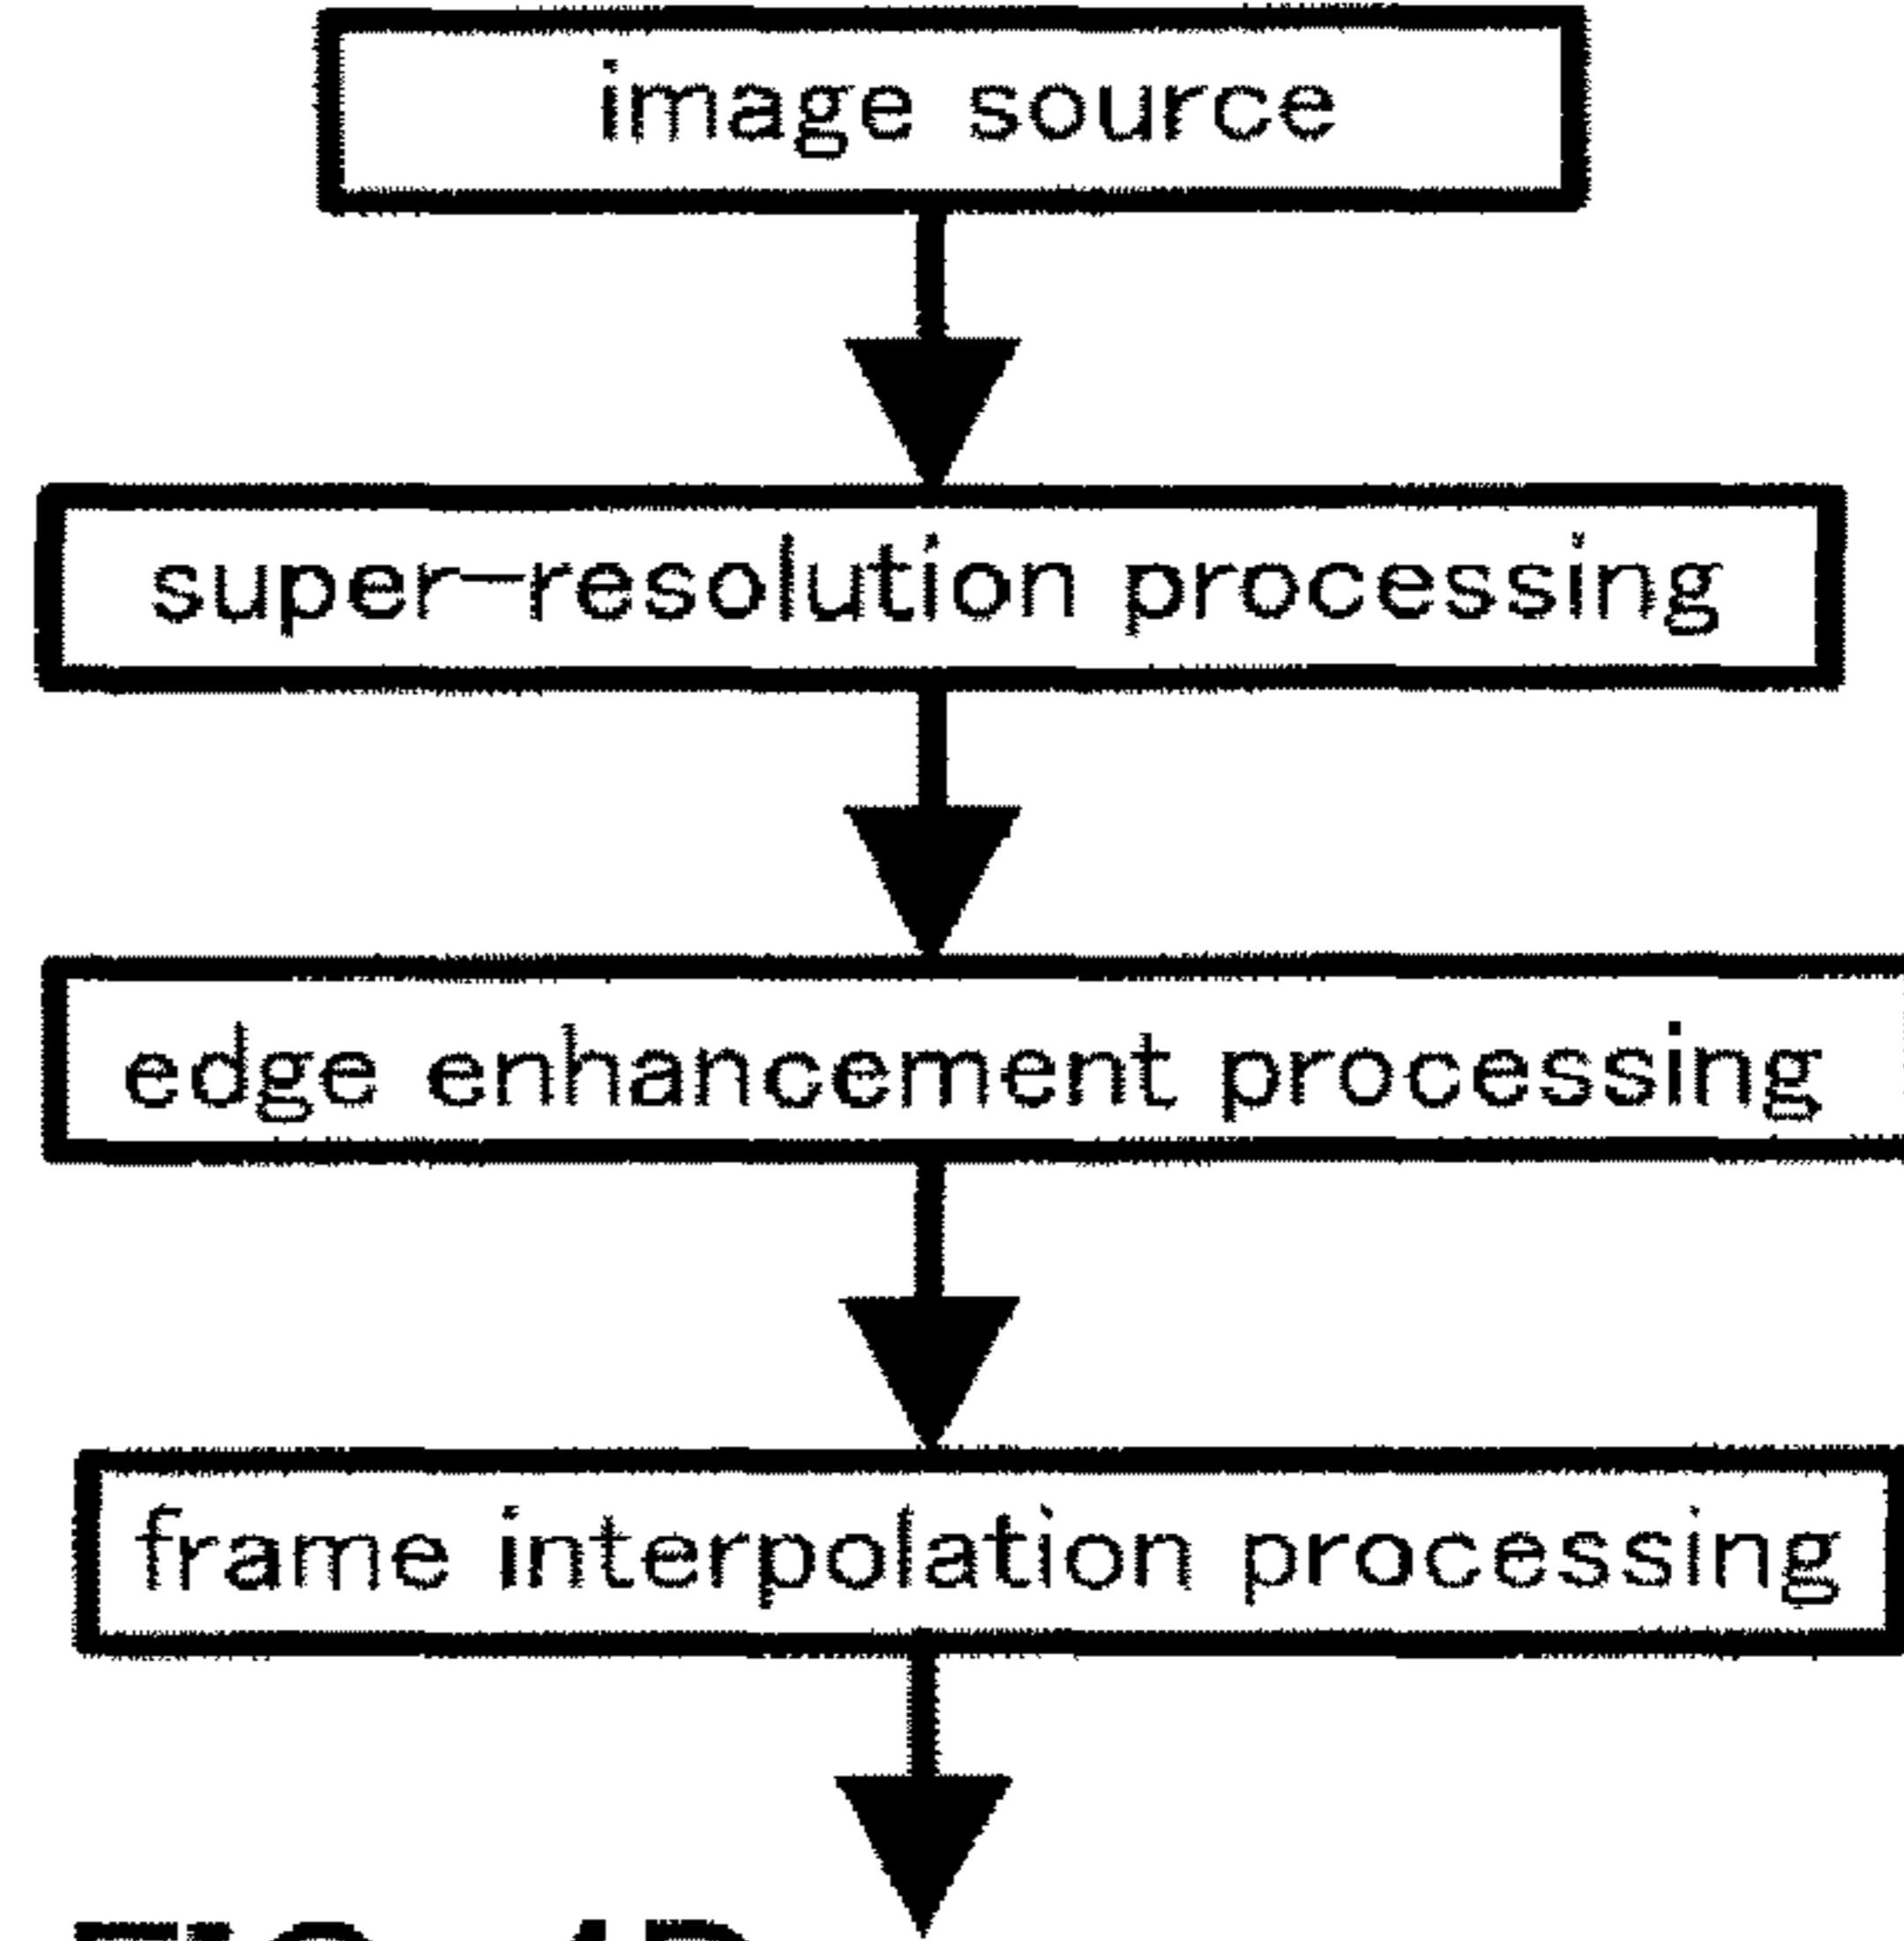 image source
super-resolution processing
edge enhancement processing
frame interpolation processing